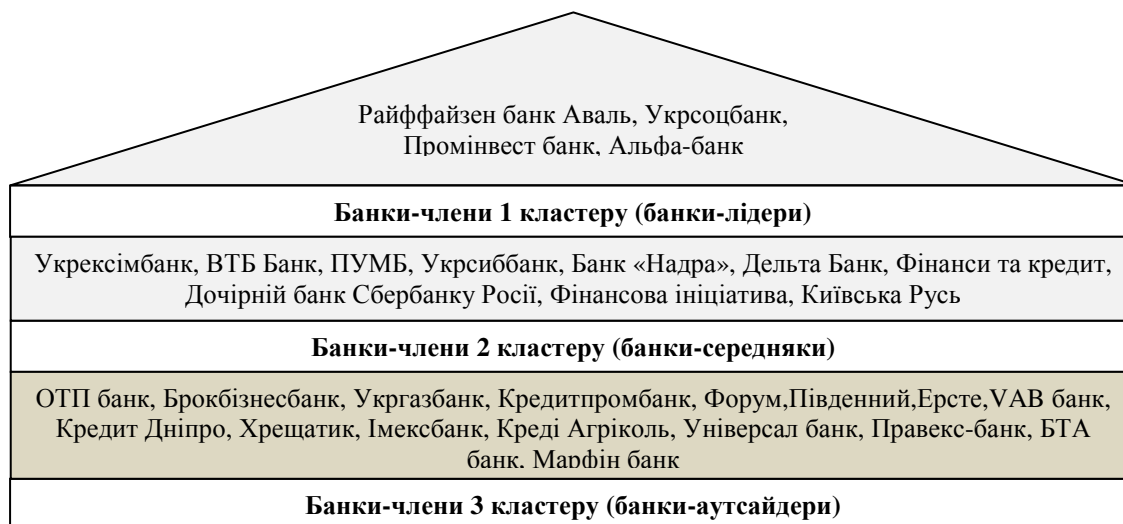 Райффайзен банк Аваль, Укрсоцбанк,
Промінвест банк, Альфа-банк
Банки-члени 1 кластеру (банки-лідери)
Укрексімбанк, ВТБ Банк, ПУМБ, Укрсиббанк, Банк «Надра», Дельта Банк, Фінанси та кредит,
Дочірній банк Сбербанку Росії, Фінансова ініціатива, Київська Русь
Банки-члени 2 кластеру (банки-середняки)
ОТП банк, Брокбізнесбанк, Укргазбанк, Кредитпромбанк, Форум,Південний,Ерсте,VAB банк,
Кредит Дніпро, Хрещатик, Імексбанк, Креді Агріколь, Універсал банк, Правекс-банк, БТА
банк, Марфін банк
Банки-члени 3 кластеру (банки-аутсайдери)